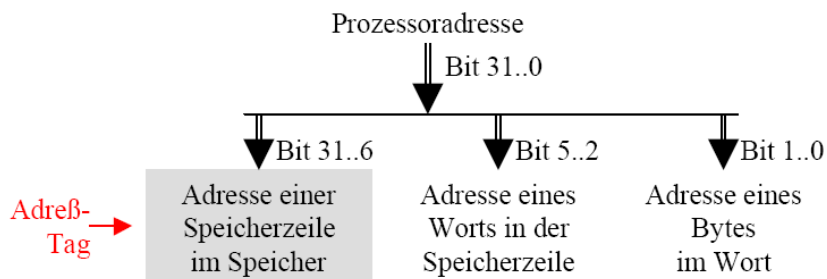 Prozessoradresse
Bit 31..0
Bit 31..6
Bit 5..2
Bit 1..0
Adreß-
Tag
Adresse einer
Speicherzeile
im Speicher
Adresse eines
Worts in der
Speicherzeile
Adresse eines
Bytes
im Wort